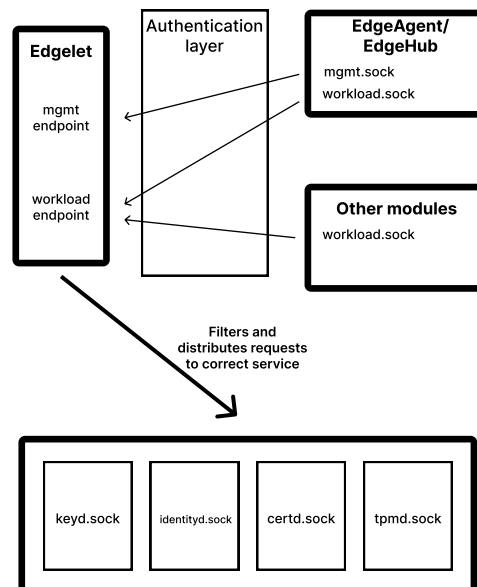 Edgelet
mgmt
endpoint
workload
endpoint
Authentication
layer
EdgeAgent/
EdgeHub
mgmt.sock
workload.sock
Other modules
workload.sock
Filters and
distributes requests
to correct service
keyd.sock
identityd.sock
certd.sock
tpmd.sock